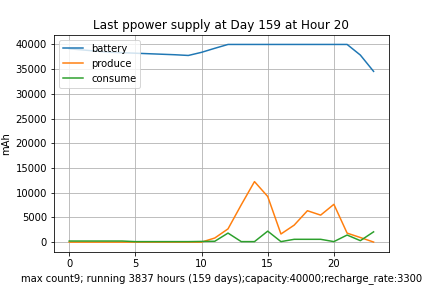 Last ppower supply at Day 159 at Hour 20
40000
35000
30000
25000
20000
15000
10000
5000
0
mAh
battery
produce
consume
0 5 10 15 20
max count9; running 3837 hours (159 days);capacity:40000;recharge_rate:3300